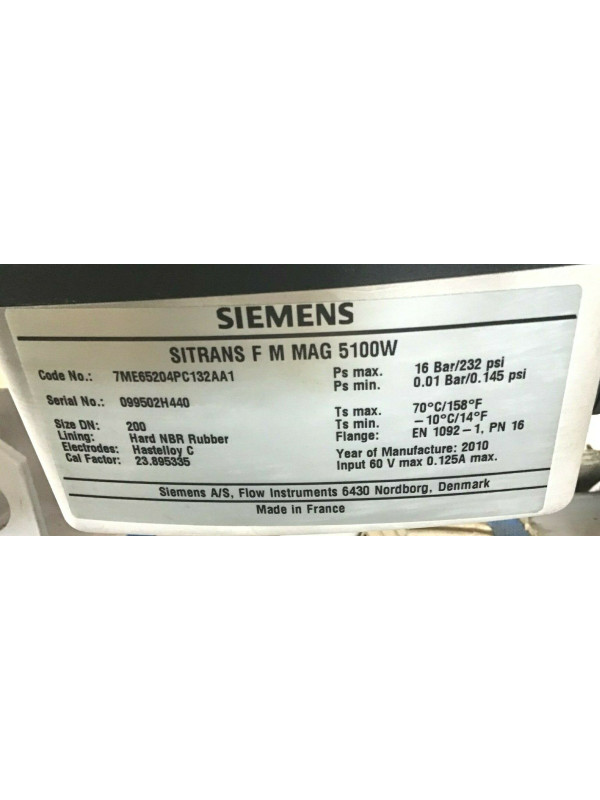 SIEMENS
SITRANS F M MAG 5100W
Code No.: 7ME65204PC132AA1
Serial No.: 099502H440
Size DN: 200
Lining: Hard NBR Rubber
Electrodes: Hastelloy C
Cal Factor: 23.895335
Ps max. 16 Bar/232 psi
Ps min. 0.01 Bar/0.145 psi
Ts max. 70°C/158°F
Ts min. −10°C/14°F
Flange: EN 1092−1, PN 16
Year of Manufacture: 2010
Input 60 V max 0.125A max.
Siemens A/S, Flow Instruments 6430 Nordborg, Denmark
Made in France